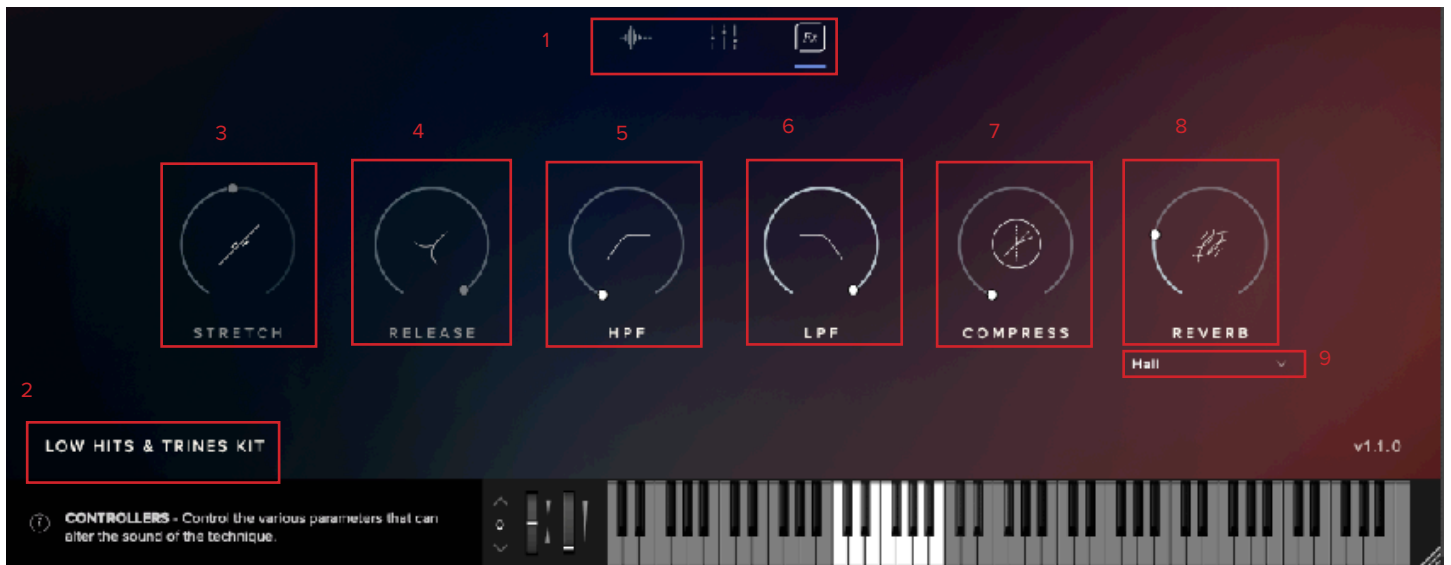 1
Fx
3
4
5
6
7
8
STRETCH
RELEASE
HPF
LPF
COMPRESS
REVERB
Hall
9
2
LOW HITS & TRINES KIT
v1.1.0
CONTROLLERS - Control the various parameters that can
alter the sound of the technique.